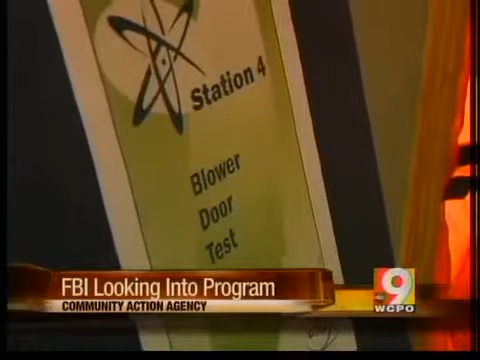 Station 4
Blower
Door
Test
FBI Looking Into Program
COMMUNITY ACTION AGENCY
9
WCPO